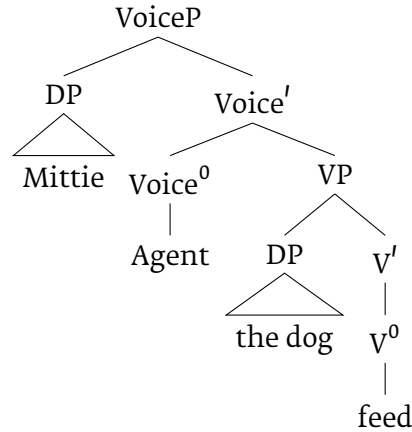 VoiceP
DP Voice′
Mittie Voice⁰ VP
Agent DP V′
the dog V⁰
feed